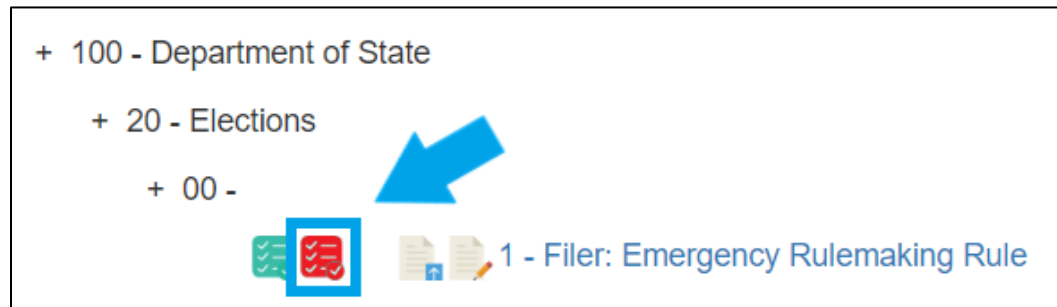 + 100 - Department of State
+ 20 - Elections
+ 00 -
1 - Filer: Emergency Rulemaking Rule